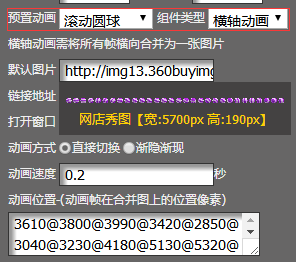 预置动画 滚动圆球 组件类型 横轴动画
横轴动画需将所有帧横向合并为一张图片
默认图片 http://img13.360buyimg
链接地址
打开窗口 网店秀图【宽:5700px 高:190px】
动画方式 直接切换 渐隐渐现
动画速度 0.2 秒
动画位置-(动画帧在合并图上的位置像素)
3610@3800@3990@3420@2850@
3040@3230@4180@5130@5320@